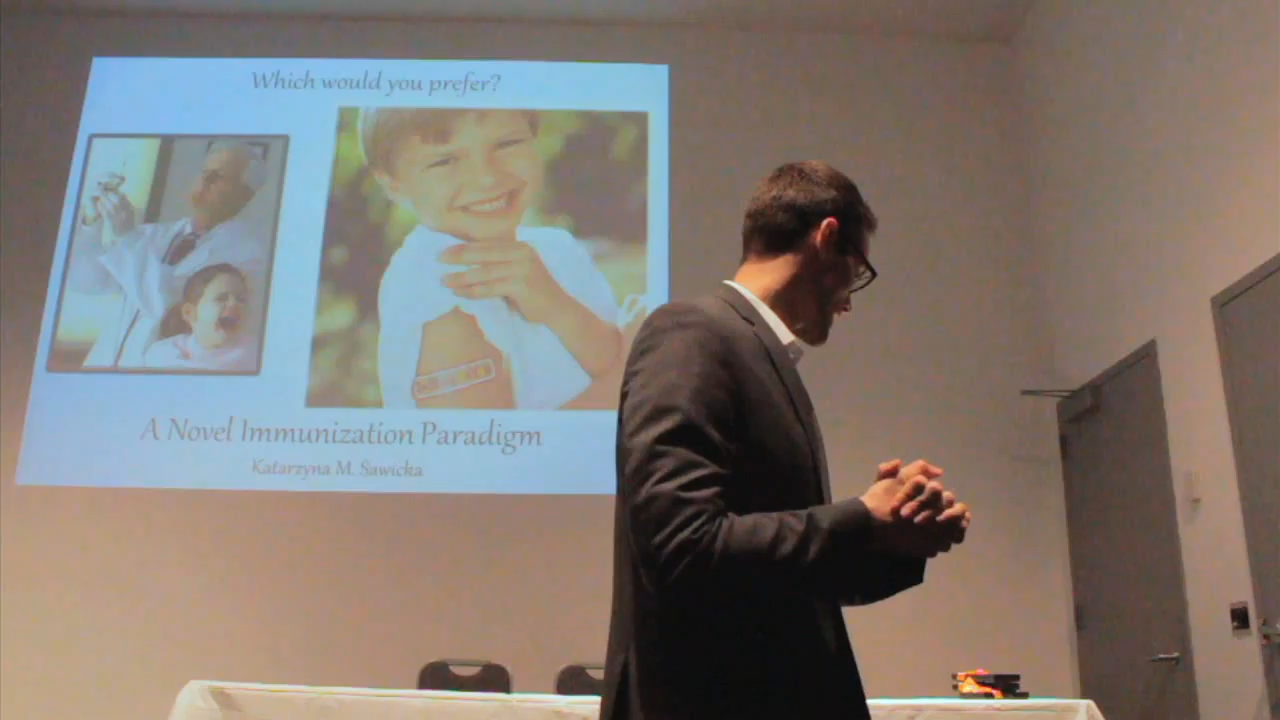 Which would you prefer?
A Novel Immunization Paradigm
Katarzyna M. Sawicka